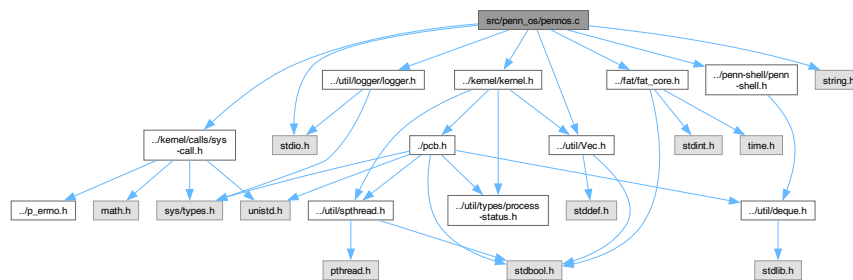 src/penn_os/pennos.c
../util/logger/logger.h
../kernel/kernel.h
../fat/fat_core.h
../penn-shell/penn
-shell.h
string.h
../kernel/calls/sys
-call.h
stdio.h
./pcb.h
../util/Vec.h
stdint.h
time.h
../p_errno.h
math.h
sys/types.h
unistd.h
../util/spthread.h
../util/types/process
-status.h
stddef.h
../util/deque.h
pthread.h
stdbool.h
stdlib.h